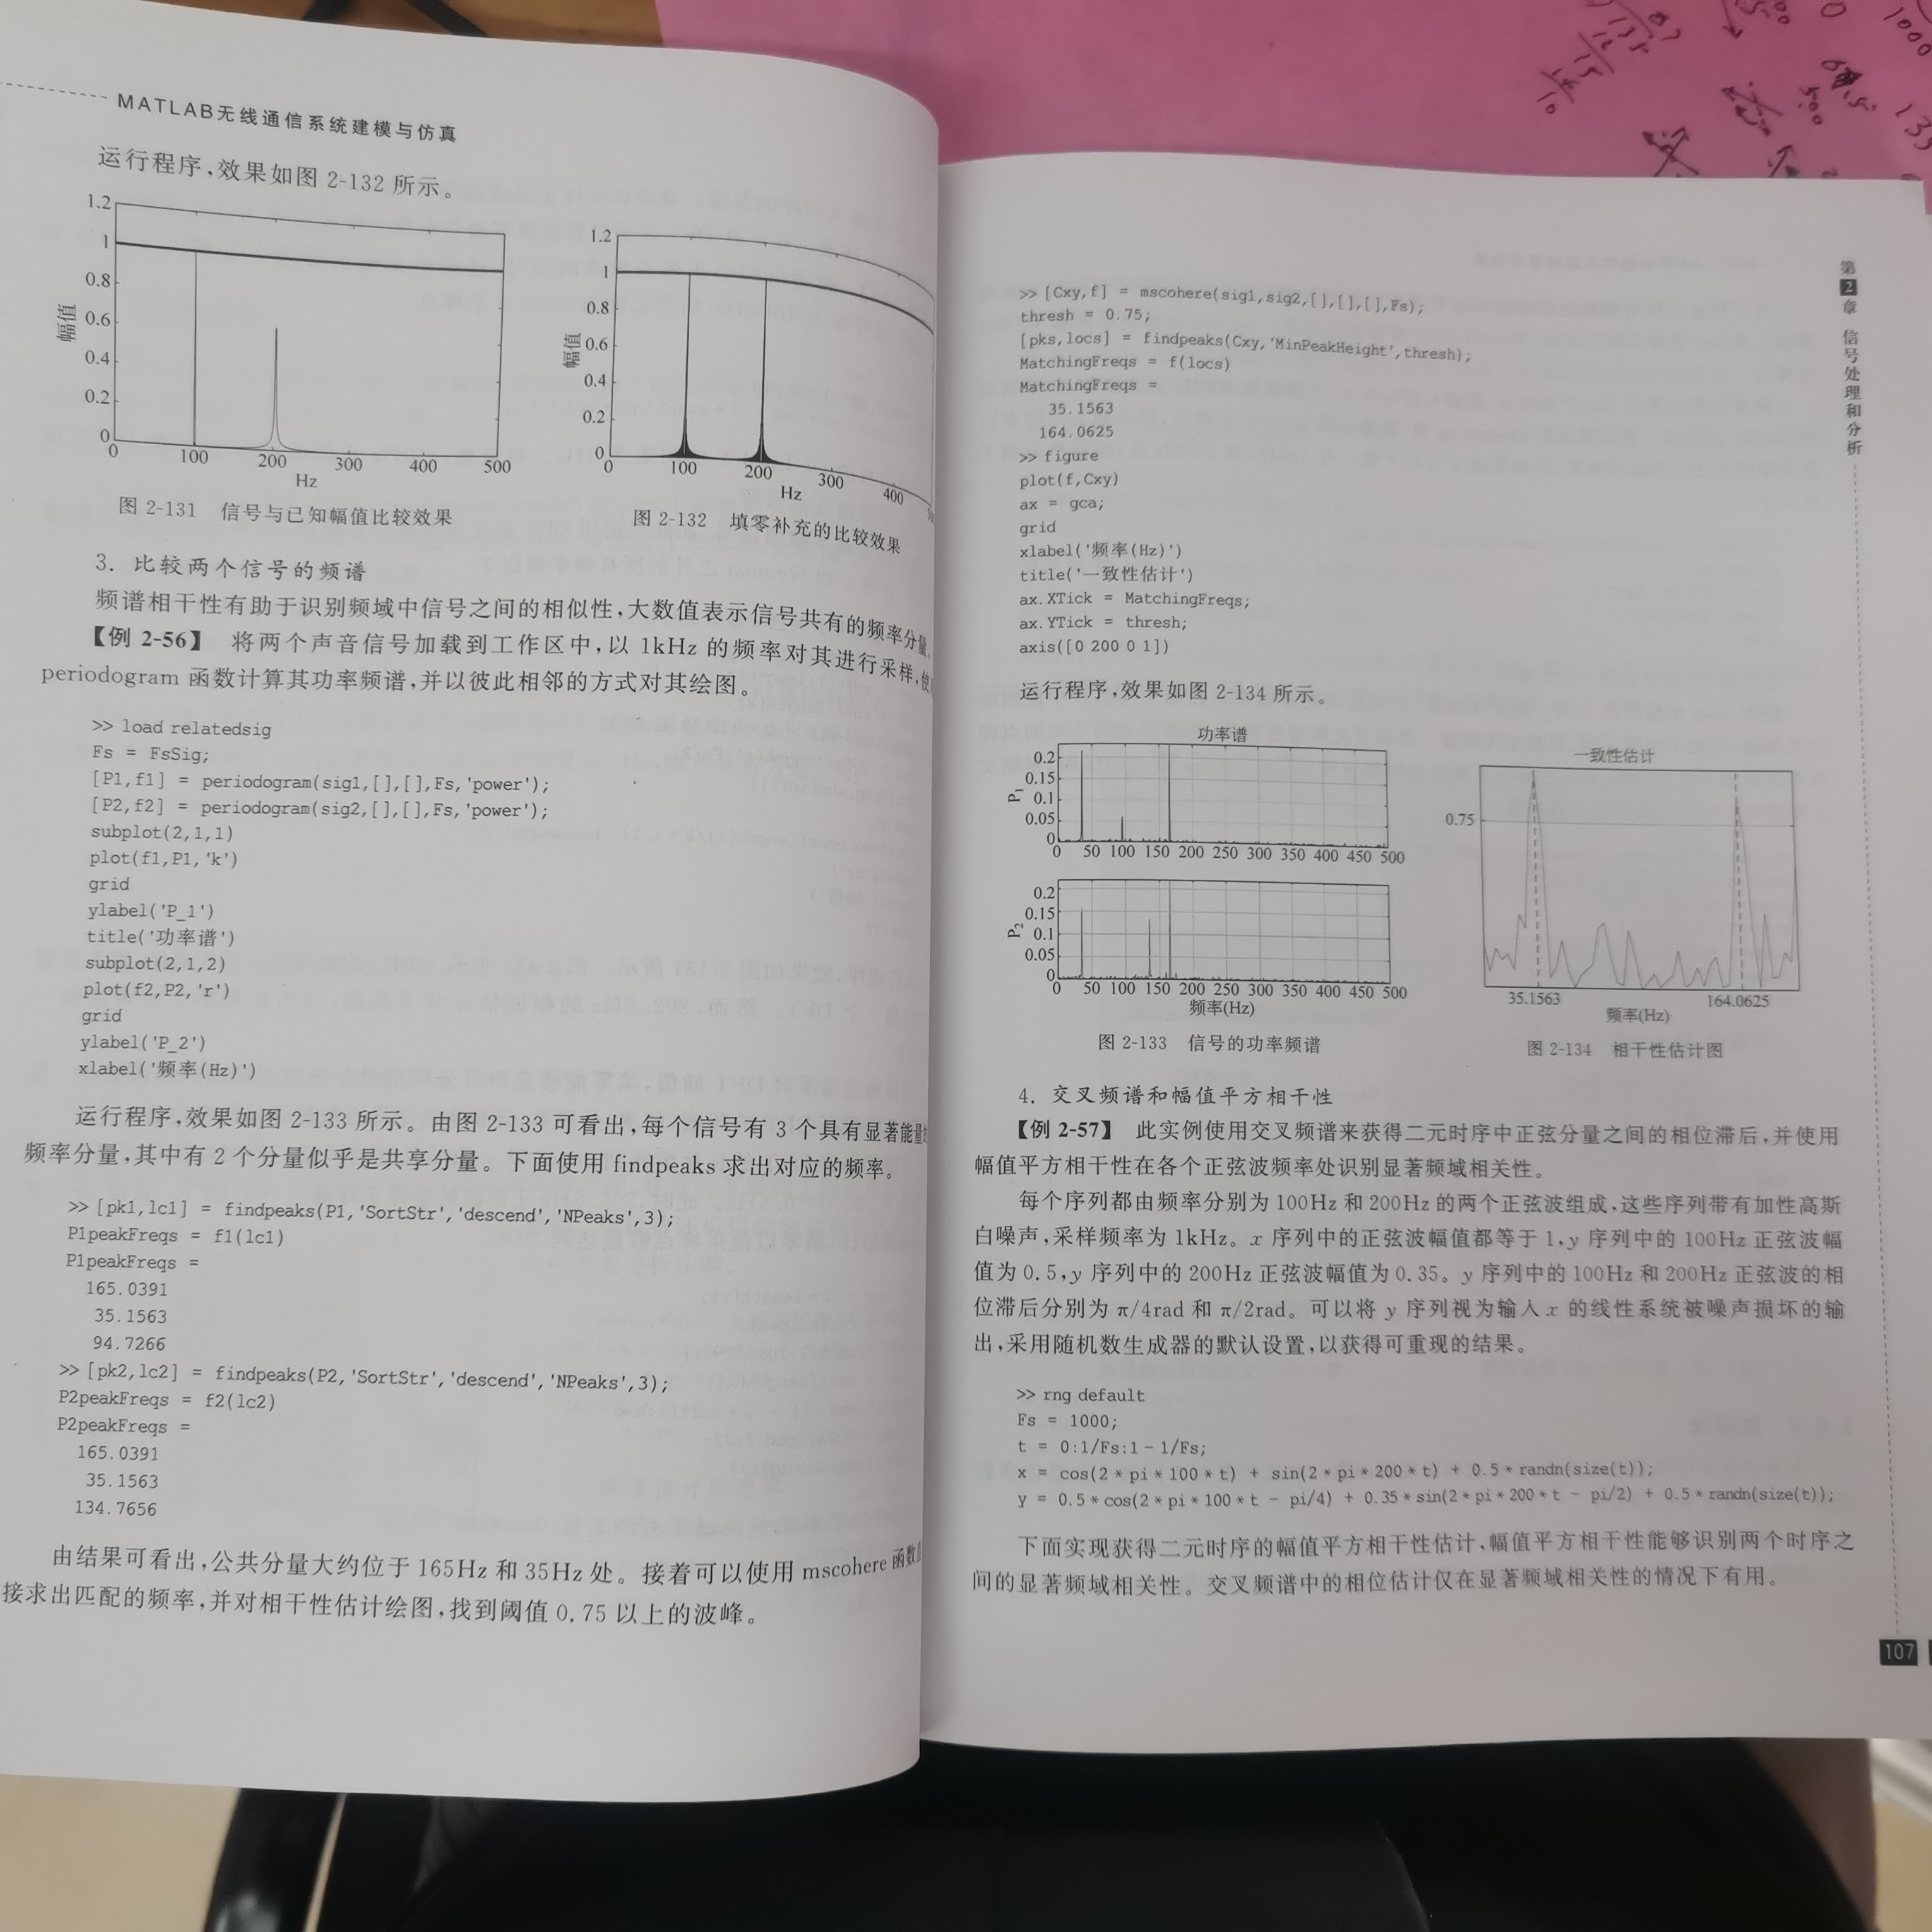 MATLAB无线通信系统建模与仿真
运行程序,效果如图 2-132 所示。
1.2
1
0.8
0.6
0.4
0.2
0
幅值
0 100 200 300 400 500
Hz
图 2-131 信号与已知幅值比较效果
1.2
1
0.8
0.6
0.4
0.2
0
幅值
0 100 200 300 400
Hz
图 2-132 填零补充的比较效果
3. 比较两个信号的频谱
频谱相干性有助于识别频域中信号之间的相似性,大数值表示信号共有的频率分量。
【例 2-56】 将两个声音信号加载到工作区中,以 1kHz 的频率对其进行采样,使
periodogram 函数计算其功率频谱,并以彼此相邻的方式对其绘图。
>> load relatedsig
Fs = FsSig;
[P1,f1] = periodogram(sig1,[],[],Fs,'power');
[P2,f2] = periodogram(sig2,[],[],Fs,'power');
subplot(2,1,1)
plot(f1,P1,'k')
grid
ylabel('P_1')
title('功率谱')
subplot(2,1,2)
plot(f2,P2,'r')
grid
ylabel('P_2')
xlabel('频率(Hz)')
运行程序,效果如图 2-133 所示。由图 2-133 可看出,每个信号有 3 个具有显著能量
频率分量,其中有 2 个分量似乎是共享分量。下面使用 findpeaks 求出对应的频率。
>> [pk1,lc1] = findpeaks(P1,'SortStr','descend','NPeaks',3);
P1peakFreqs = f1(lc1)
P1peakFreqs =
165.0391
35.1563
94.7266
>> [pk2,lc2] = findpeaks(P2,'SortStr','descend','NPeaks',3);
P2peakFreqs = f2(lc2)
P2peakFreqs =
165.0391
35.1563
134.7656
由结果可看出,公共分量大约位于 165Hz 和 35Hz 处。接着可以使用 mscohere 函数直
接求出匹配的频率,并对相干性估计绘图,找到阈值 0.75 以上的波峰。
第2章 信号处理和分析
>> [Cxy,f] = mscohere(sig1,sig2,[],[],[],Fs);
thresh = 0.75;
[pks,locs] = findpeaks(Cxy,'MinPeakHeight',thresh);
MatchingFreqs = f(locs)
MatchingFreqs =
35.1563
164.0625
>> figure
plot(f,Cxy)
ax = gca;
grid
xlabel('频率(Hz)')
title('一致性估计')
ax.XTick = MatchingFreqs;
ax.YTick = thresh;
axis([0 200 0 1])
运行程序,效果如图 2-134 所示。
功率谱
0.2
0.15
0.1
0.05
0
P1
0 50 100 150 200 250 300 350 400 450 500
0.2
0.15
0.1
0.05
0
P2
0 50 100 150 200 250 300 350 400 450 500
频率(Hz)
图 2-133 信号的功率频谱
一致性估计
0.75
35.1563 164.0625
频率(Hz)
图 2-134 相干性估计图
4. 交叉频谱和幅值平方相干性
【例 2-57】 此实例使用交叉频谱来获得二元时序中正弦分量之间的相位滞后,并使用
幅值平方相干性在各个正弦波频率处识别显著频域相关性。
每个序列都由频率分别为 100Hz 和 200Hz 的两个正弦波组成,这些序列带有加性高斯
白噪声,采样频率为 1kHz。x 序列中的正弦波幅值都等于 1,y 序列中的 100Hz 正弦波幅
值为 0.5,y 序列中的 200Hz 正弦波幅值为 0.35。y 序列中的 100Hz 和 200Hz 正弦波的相
位滞后分别为 π/4rad 和 π/2rad。可以将 y 序列视为输入 x 的线性系统被噪声损坏的输
出,采用随机数生成器的默认设置,以获得可重现的结果。
>> rng default
Fs = 1000;
t = 0:1/Fs:1 - 1/Fs;
x = cos(2 * pi * 100 * t) + sin(2 * pi * 200 * t) + 0.5 * randn(size(t));
y = 0.5 * cos(2 * pi * 100 * t - pi/4) + 0.35 * sin(2 * pi * 200 * t - pi/2) + 0.5 * randn(size(t));
下面实现获得二元时序的幅值平方相干性估计,幅值平方相干性能够识别两个时序之
间的显著频域相关性。交叉频谱中的相位估计仅在显著频域相关性的情况下有用。
107